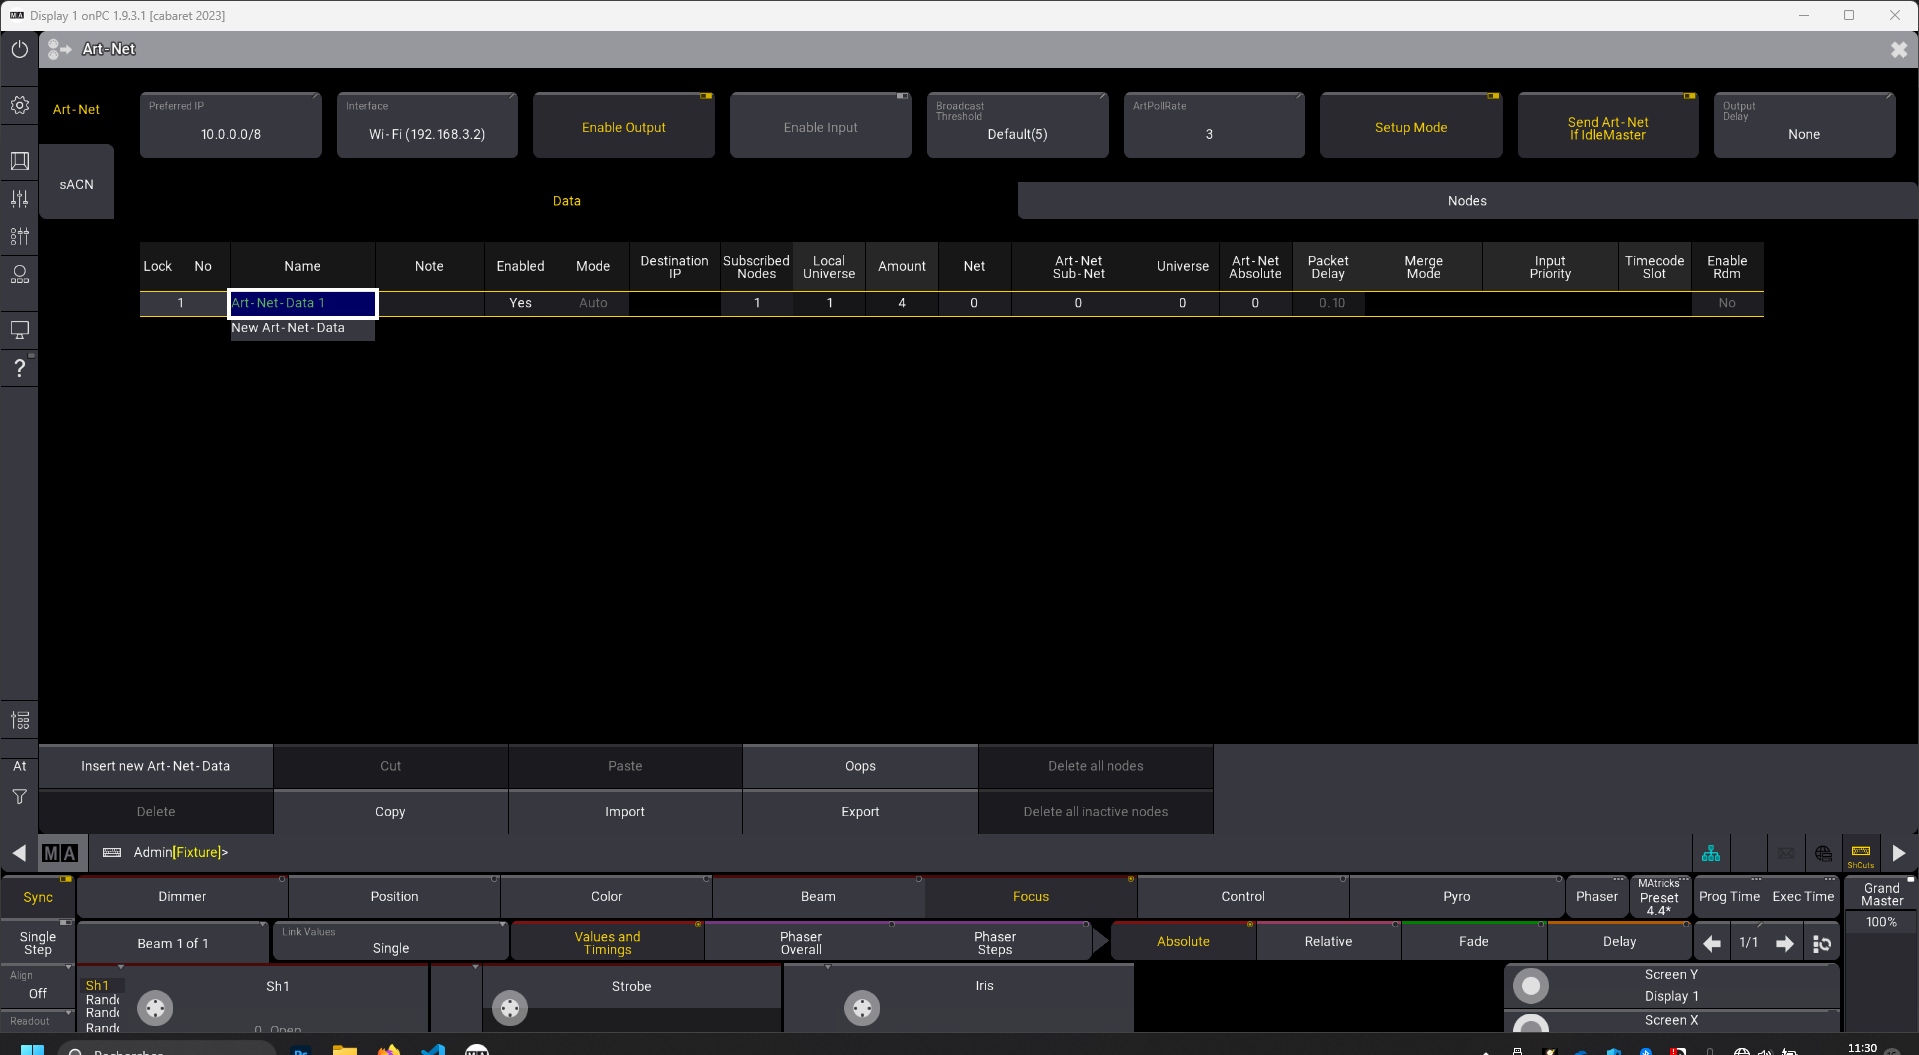 MA Display 1 onPC 1.9.3.1 [cabaret 2023]
Art-Net
Art-Net
sACN
Preferred IP
10.0.0.0/8
Interface
Wi-Fi (192.168.3.2)
Enable Output
Enable Input
Broadcast
Threshold
Default(5)
ArtPollRate
3
Setup Mode
Send Art-Net
If IdleMaster
Output
Delay
None
Data
Nodes
Lock No Name Note Enabled Mode Destination IP Subscribed Nodes Local Universe Amount Net Art-Net Sub-Net Universe Art-Net Absolute Packet Delay Merge Mode Input Priority Timecode Slot Enable Rdm
1 Art-Net-Data 1 Yes Auto 1 1 4 0 0 0 0 0.10 No
New Art-Net-Data
?
At
Insert new Art-Net-Data Cut Paste Oops Delete all nodes
Delete Copy Import Export Delete all inactive nodes
MA Admin[Fixture]>
ShCuts
Sync Dimmer Position Color Beam Focus Control Pyro Phaser
MAtricks
Preset
4.4*
Prog Time Exec Time
Grand
Master
100%
Single
Step
Beam 1 of 1
Link Values
Single
Values and
Timings
Phaser
Overall
Phaser
Steps
Absolute Relative Fade Delay 1/1
Align
Off
Readout
Sh1
Rando
Rando
Rando
Sh1
0 Open
Strobe
Iris
Screen Y
Display 1
Screen X
Rechercher
Ps
MA
11:30